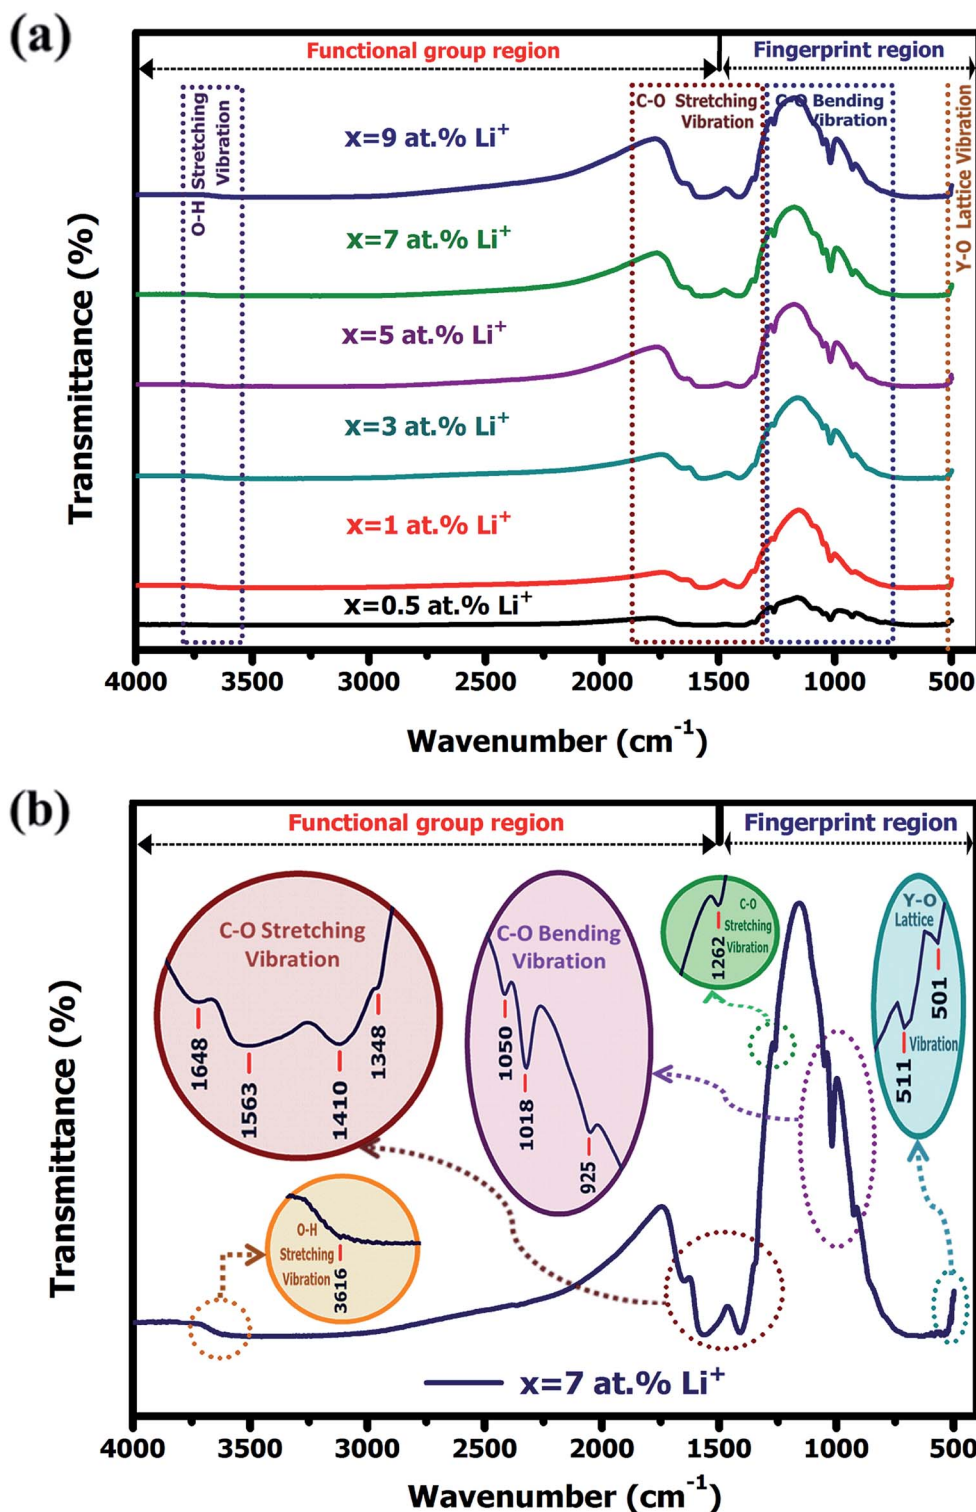 (a)
Functional group region
Fingerprint region
O-H Stretching
Vibration
C-O Stretching
Vibration
C-O Bending
Vibration
Y-O Lattice Vibration
x=9 at.% Li⁺
x=7 at.% Li⁺
x=5 at.% Li⁺
x=3 at.% Li⁺
x=1 at.% Li⁺
x=0.5 at.% Li⁺
Transmittance (%)
4000 3500 3000 2500 2000 1500 1000 500
Wavenumber (cm⁻¹)
(b)
Functional group region
Fingerprint region
C-O Stretching
Vibration
1648
1563
1410
1348
C-O Bending
Vibration
1050
1018
925
C-O
Stretching
Vibration
1262
Y-O
Lattice
Vibration
511
501
O-H
Stretching
Vibration
3616
x=7 at.% Li⁺
Transmittance (%)
4000 3500 3000 2500 2000 1500 1000 500
Wavenumber (cm⁻¹)